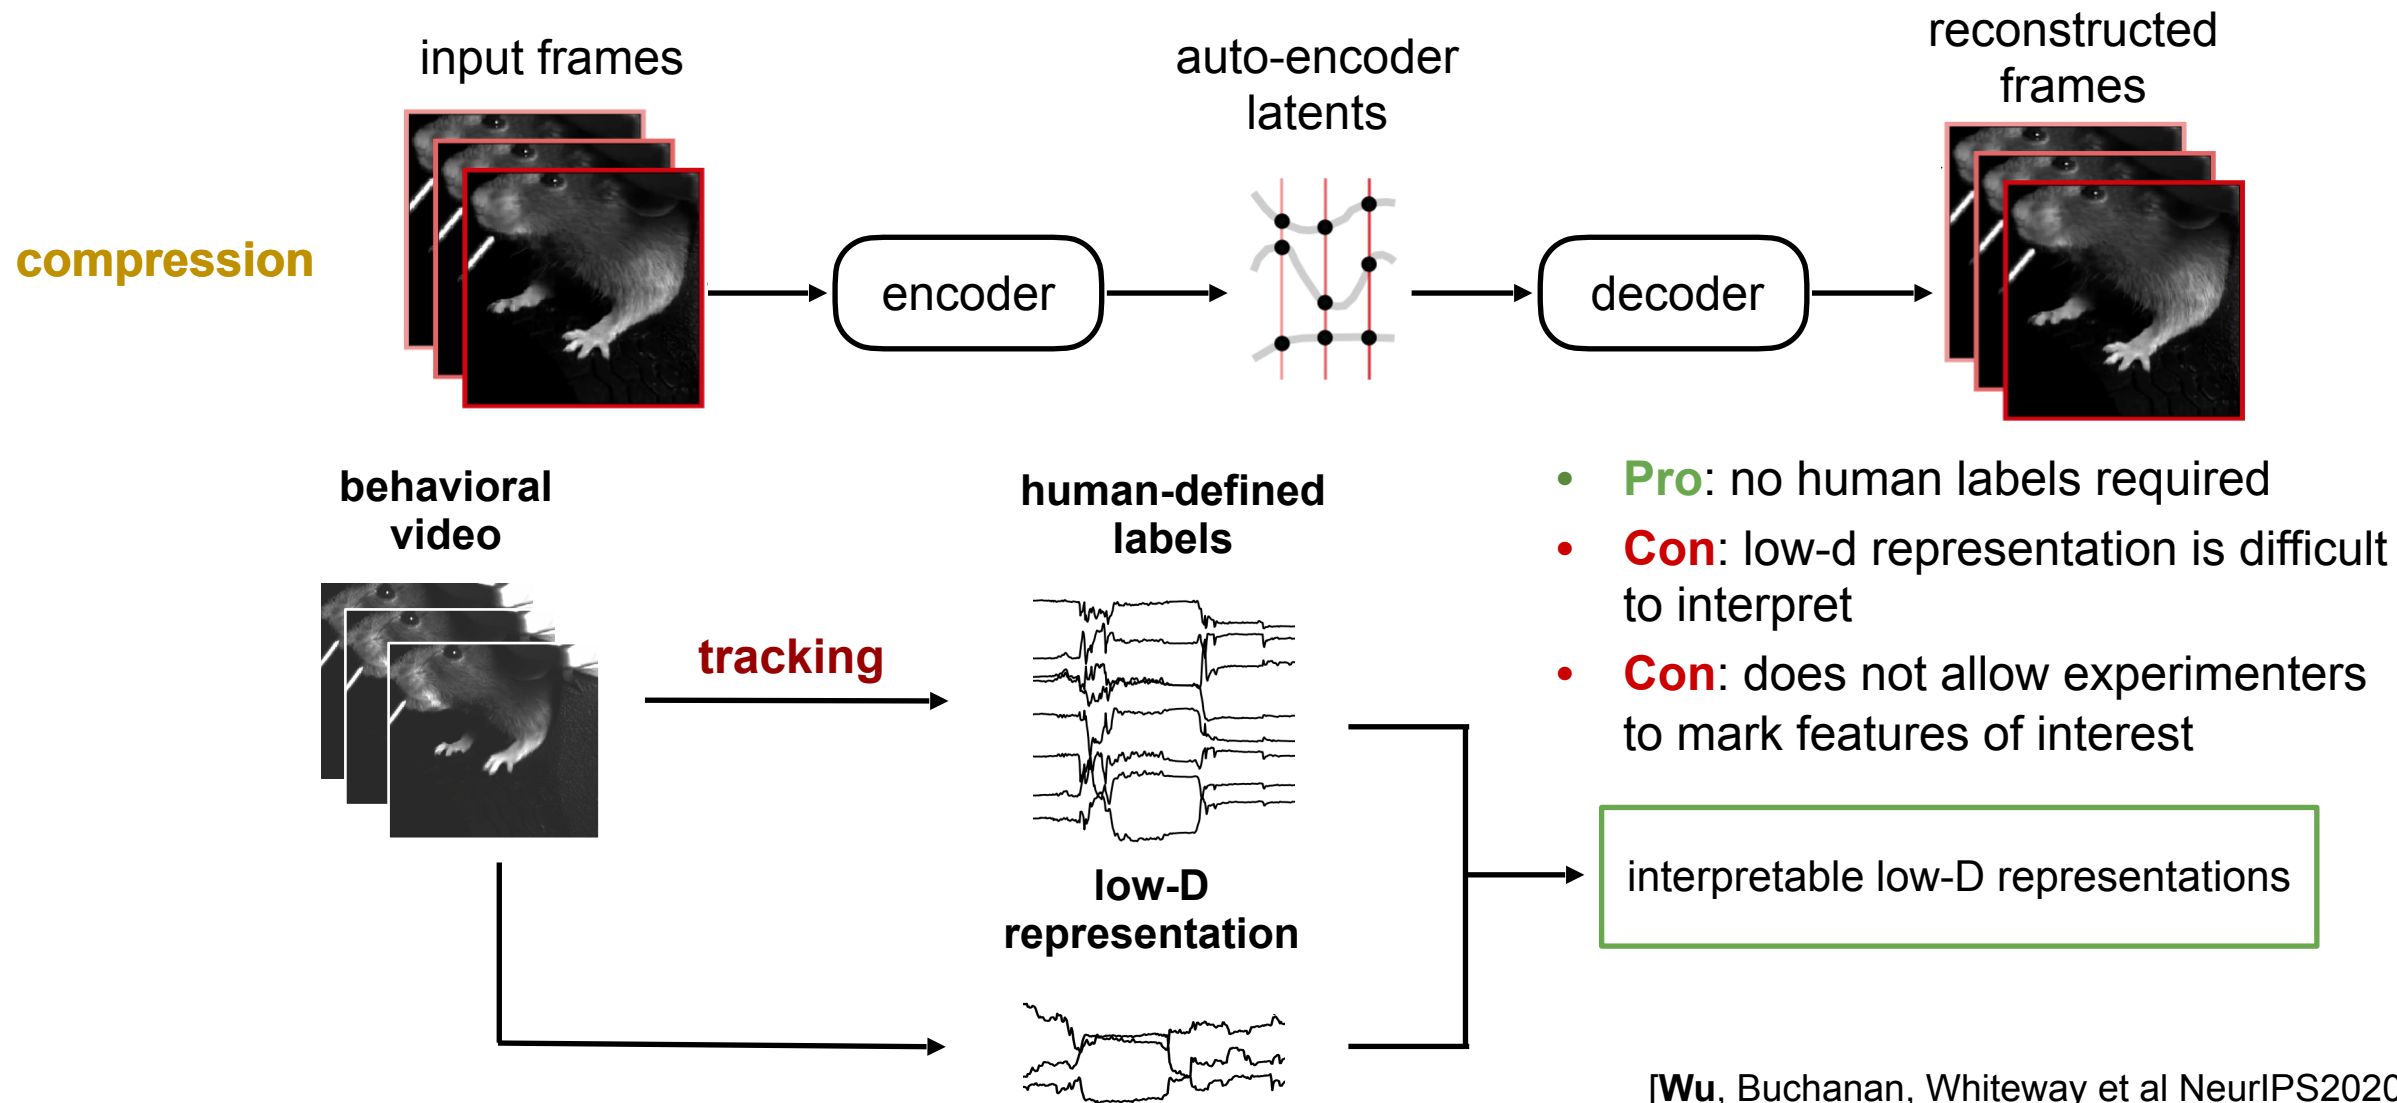 input frames
auto-encoder
latents
reconstructed
frames
compression
encoder
decoder
behavioral
video
human-defined
labels
• Pro: no human labels required
• Con: low-d representation is difficult
to interpret
• Con: does not allow experimenters
to mark features of interest
tracking
low-D
representation
interpretable low-D representations
[Wu, Buchanan, Whiteway et al NeurIPS2020